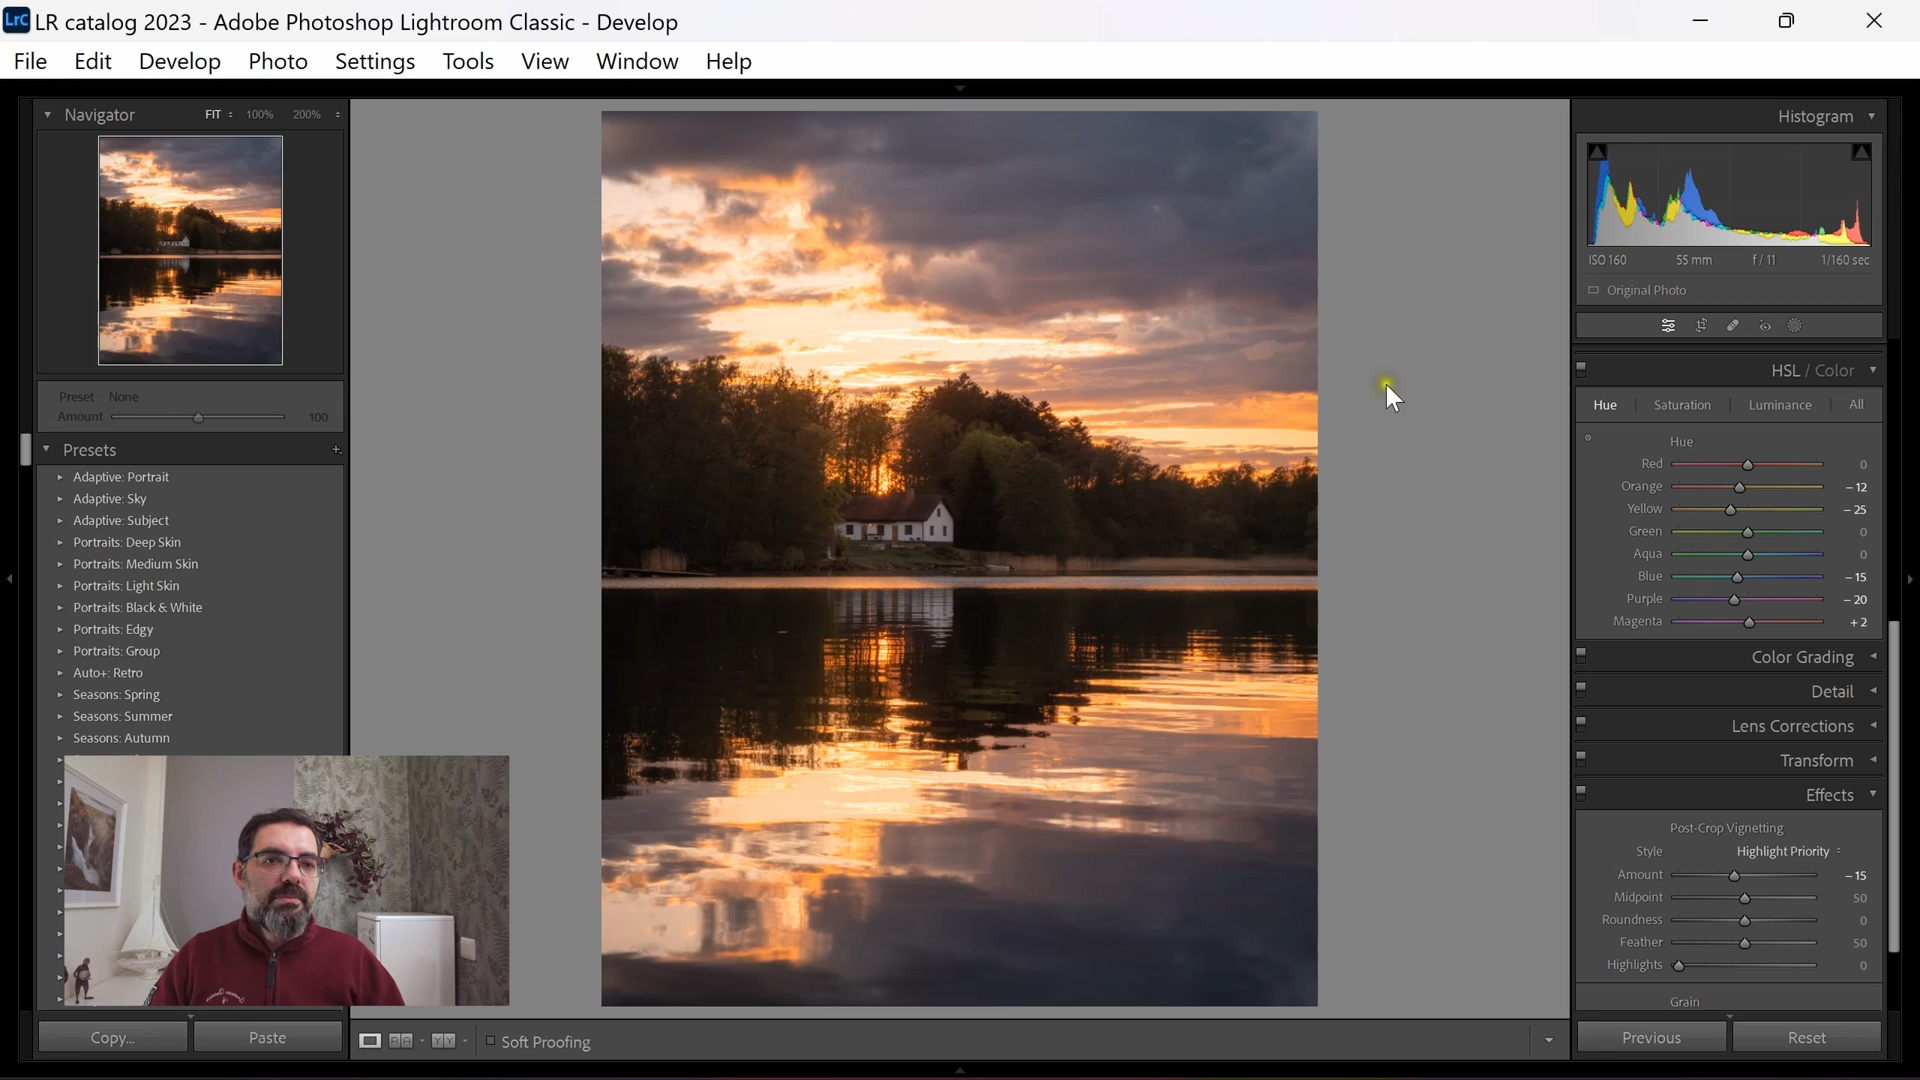 LrC LR catalog 2023 - Adobe Photoshop Lightroom Classic - Develop
File Edit Develop Photo Settings Tools View Window Help
Navigator FIT 100% 200%
Preset: None
Amount 100
Presets
Adaptive: Portrait
Adaptive: Sky
Adaptive: Subject
Portraits: Deep Skin
Portraits: Medium Skin
Portraits: Light Skin
Portraits: Black & White
Portraits: Edgy
Portraits: Group
Auto+: Retro
Seasons: Spring
Seasons: Summer
Seasons: Autumn
Copy... Paste
Soft Proofing
Histogram
ISO 160 55 mm f / 11 1/160 sec
Original Photo
HSL / Color
Hue Saturation Luminance All
Hue
Red 0
Orange - 12
Yellow - 25
Green 0
Aqua 0
Blue - 15
Purple - 20
Magenta + 2
Color Grading
Detail
Lens Corrections
Transform
Effects
Post-Crop Vignetting
Style Highlight Priority
Amount - 15
Midpoint 50
Roundness 0
Feather 50
Highlights 0
Grain
Previous Reset